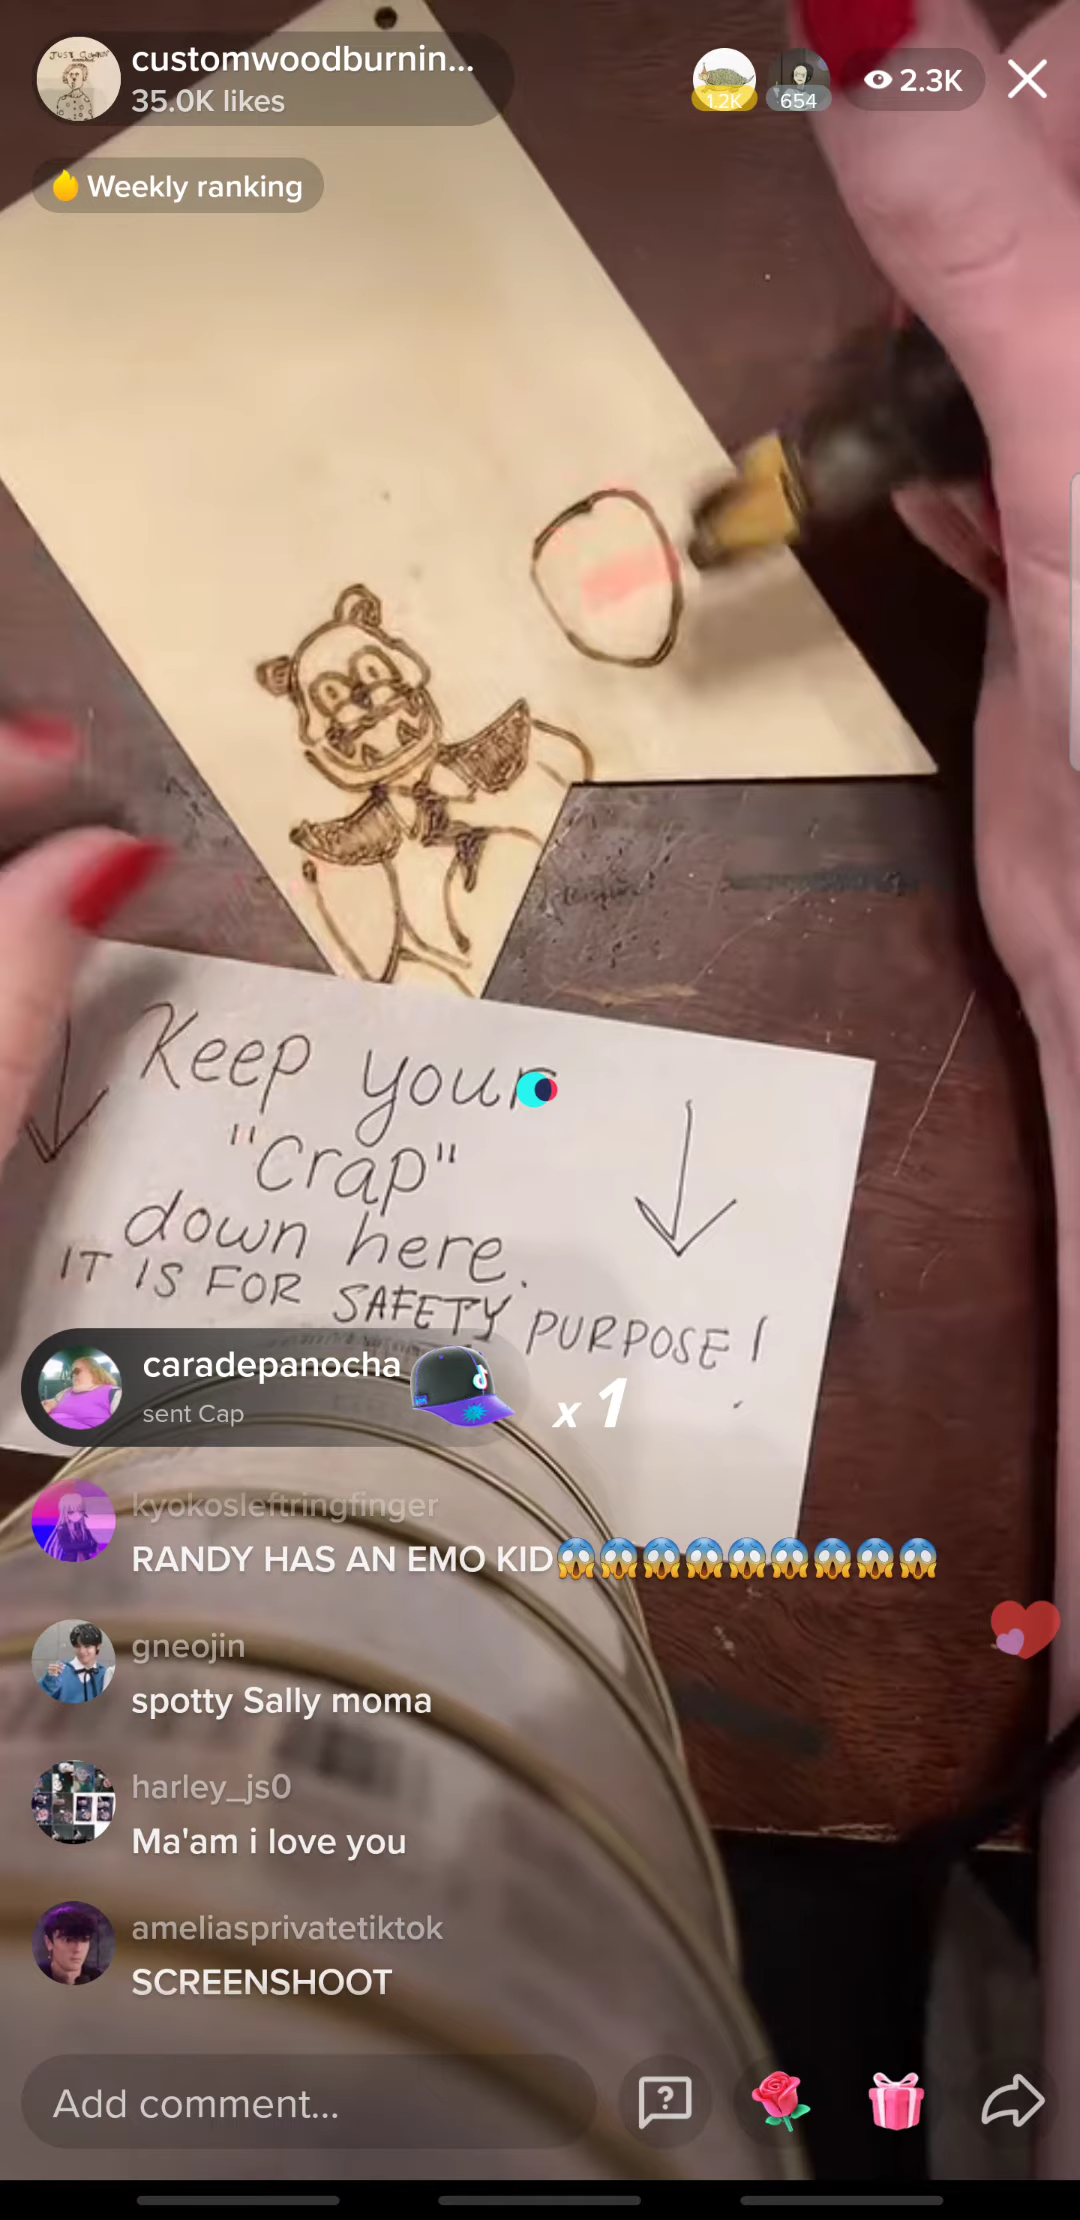 customwoodburnin...
35.0K likes
1.2K
654
2.3K
Weekly ranking
Keep your
"Crap"
down here.
IT IS FOR SAFETY PURPOSE!
caradepanocha
sent Cap
x 1
kyokosleftringfinger
RANDY HAS AN EMO KID😱😱😱😱😱😱😱😱😱
gneojin
spotty Sally moma
harley_js0
Ma'am i love you
ameliasprivatetiktok
SCREENSHOOT
Add comment...